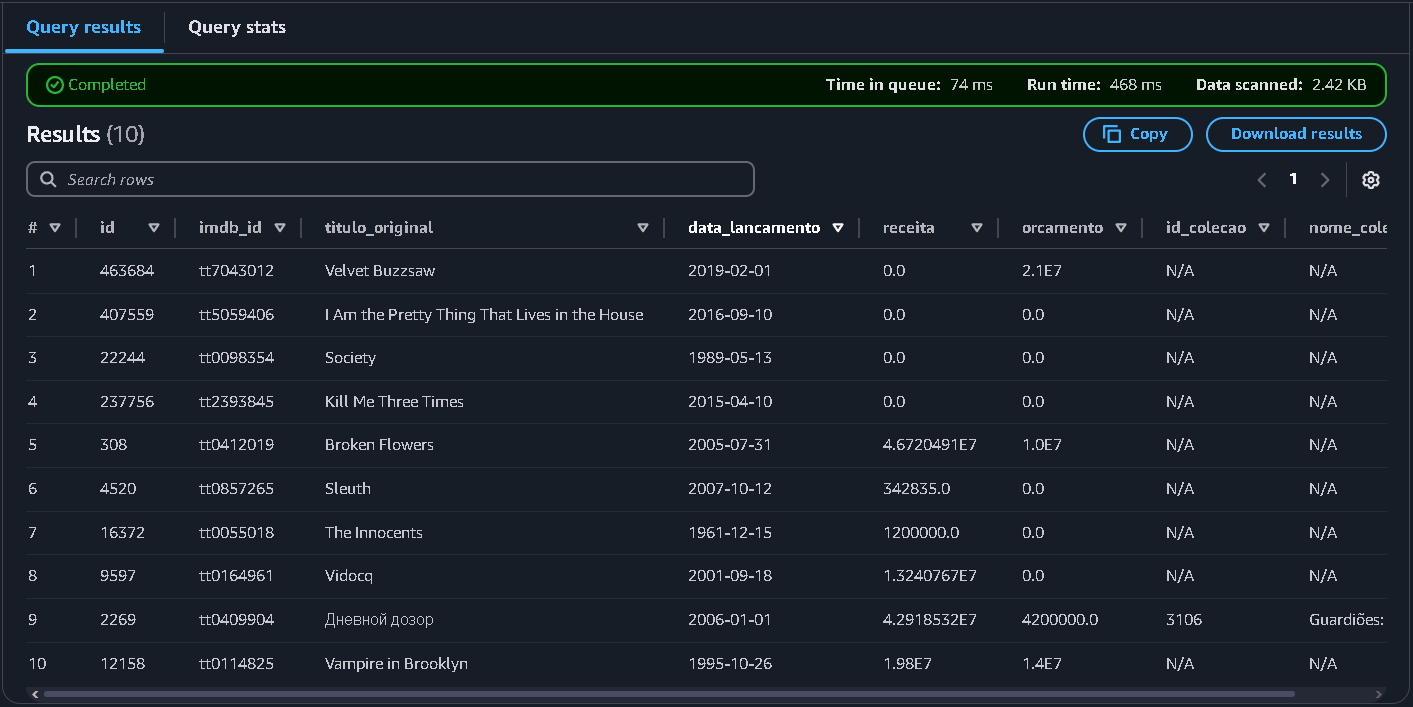 Query results Query stats
Completed Time in queue: 74 ms Run time: 468 ms Data scanned: 2.42 KB
Results (10) Copy Download results
Search rows 1
# id imdb_id titulo_original data_lancamento receita orcamento id_colecao nome_cole
1 463684 tt7043012 Velvet Buzzsaw 2019-02-01 0.0 2.1E7 N/A N/A
2 407559 tt5059406 I Am the Pretty Thing That Lives in the House 2016-09-10 0.0 0.0 N/A N/A
3 22244 tt0098354 Society 1989-05-13 0.0 0.0 N/A N/A
4 237756 tt2393845 Kill Me Three Times 2015-04-10 0.0 0.0 N/A N/A
5 308 tt0412019 Broken Flowers 2005-07-31 4.6720491E7 1.0E7 N/A N/A
6 4520 tt0857265 Sleuth 2007-10-12 342835.0 0.0 N/A N/A
7 16372 tt0055018 The Innocents 1961-12-15 1200000.0 0.0 N/A N/A
8 9597 tt0164961 Vidocq 2001-09-18 1.3240767E7 0.0 N/A N/A
9 2269 tt0409904 Дневной дозор 2006-01-01 4.2918532E7 4200000.0 3106 Guardiões:
10 12158 tt0114825 Vampire in Brooklyn 1995-10-26 1.98E7 1.4E7 N/A N/A